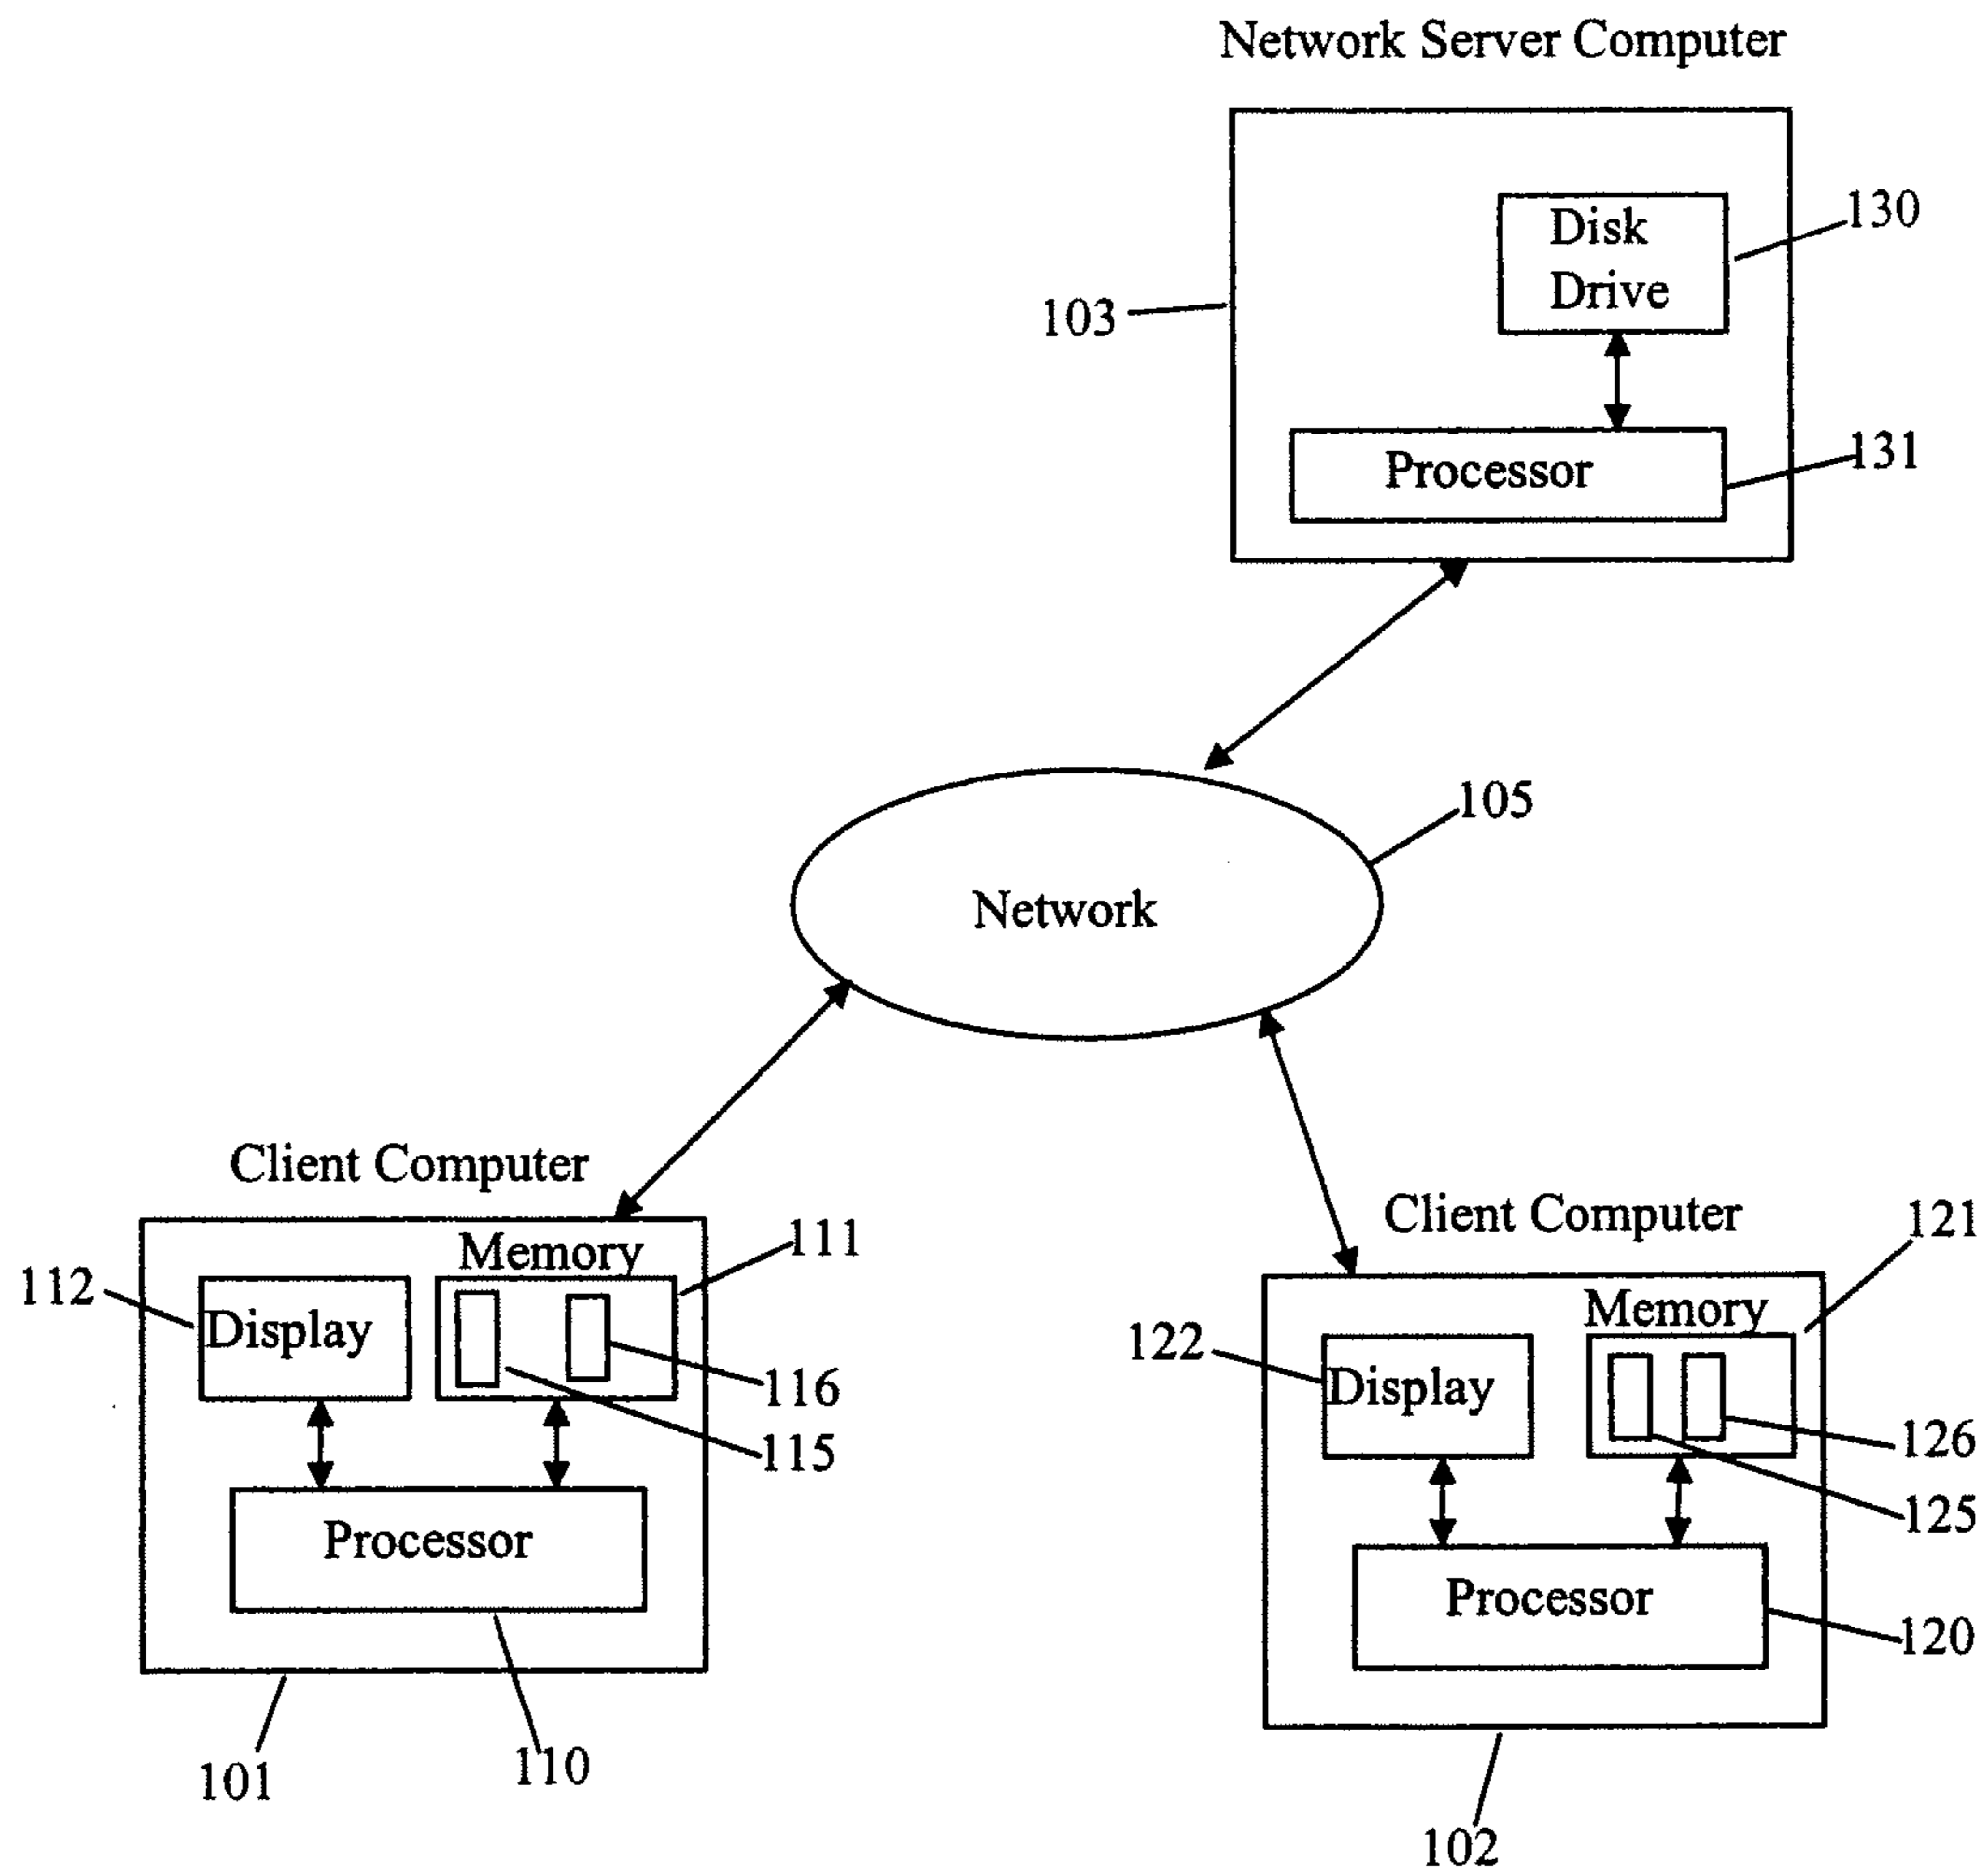 Network Server Computer
Disk
Drive
130
103
Processor
131
105
Network
Client Computer
Memory
111
112
Display
116
115
Processor
101
110
Client Computer
121
Memory
122
Display
126
125
Processor
120
102